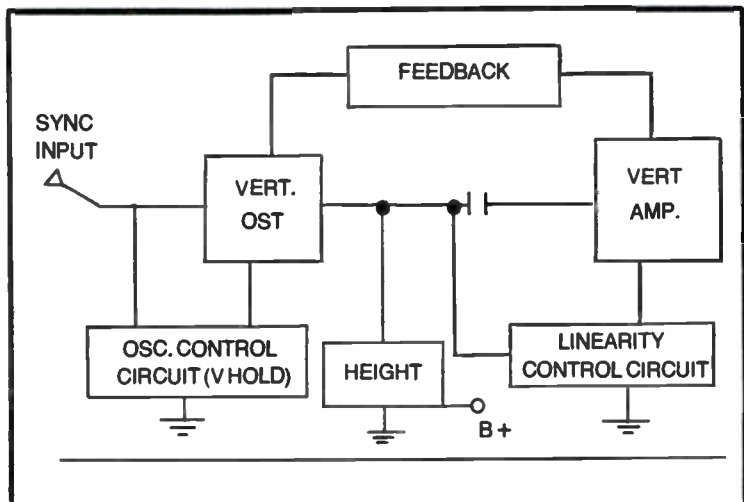 FEEDBACK
SYNC
INPUT
VERT.
OST
VERT
AMP.
OSC. CONTROL
CIRCUIT (V HOLD)
HEIGHT
B+
LINEARITY
CONTROL CIRCUIT